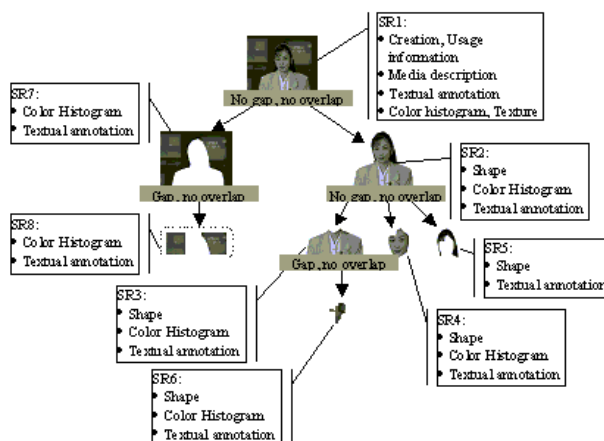 SR1:
• Creation, Usage
information
• Media description
• Textual annotation
• Color histogram, Texture
No gap, no overlap
SR7:
• Color Histogram
• Textual annotation
Gap, no overlap
SR2:
• Shape
• Color Histogram
• Textual annotation
No gap, no overlap
SR8:
• Color Histogram
• Textual annotation
SR5:
• Shape
• Textual annotation
Gap, no overlap
SR3:
• Shape
• Color Histogram
• Textual annotation
SR4:
• Shape
• Color Histogram
• Textual annotation
SR6:
• Shape
• Color Histogram
• Textual annotation